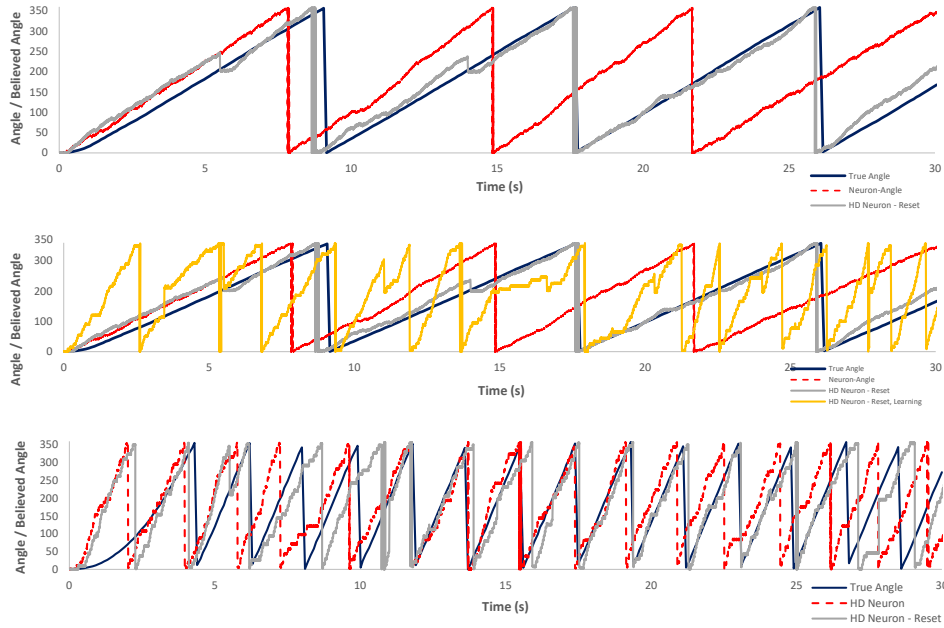 Angle / Believed Angle
350
300
250
200
150
100
50
0
0
5
10
15
20
25
30
Time (s)
True Angle
Neuron-Angle
HD Neuron - Reset
Angle / Believed Angle
350
300
200
100
0
0
5
10
15
20
25
30
Time (s)
True Angle
Neuron-Angle
HD Neuron - Reset
HD Neuron - Reset, Learning
Angle / Believed Angle
350
300
250
200
150
100
50
0
0
5
10
15
20
25
30
Time (s)
True Angle
HD Neuron
HD Neuron - Reset